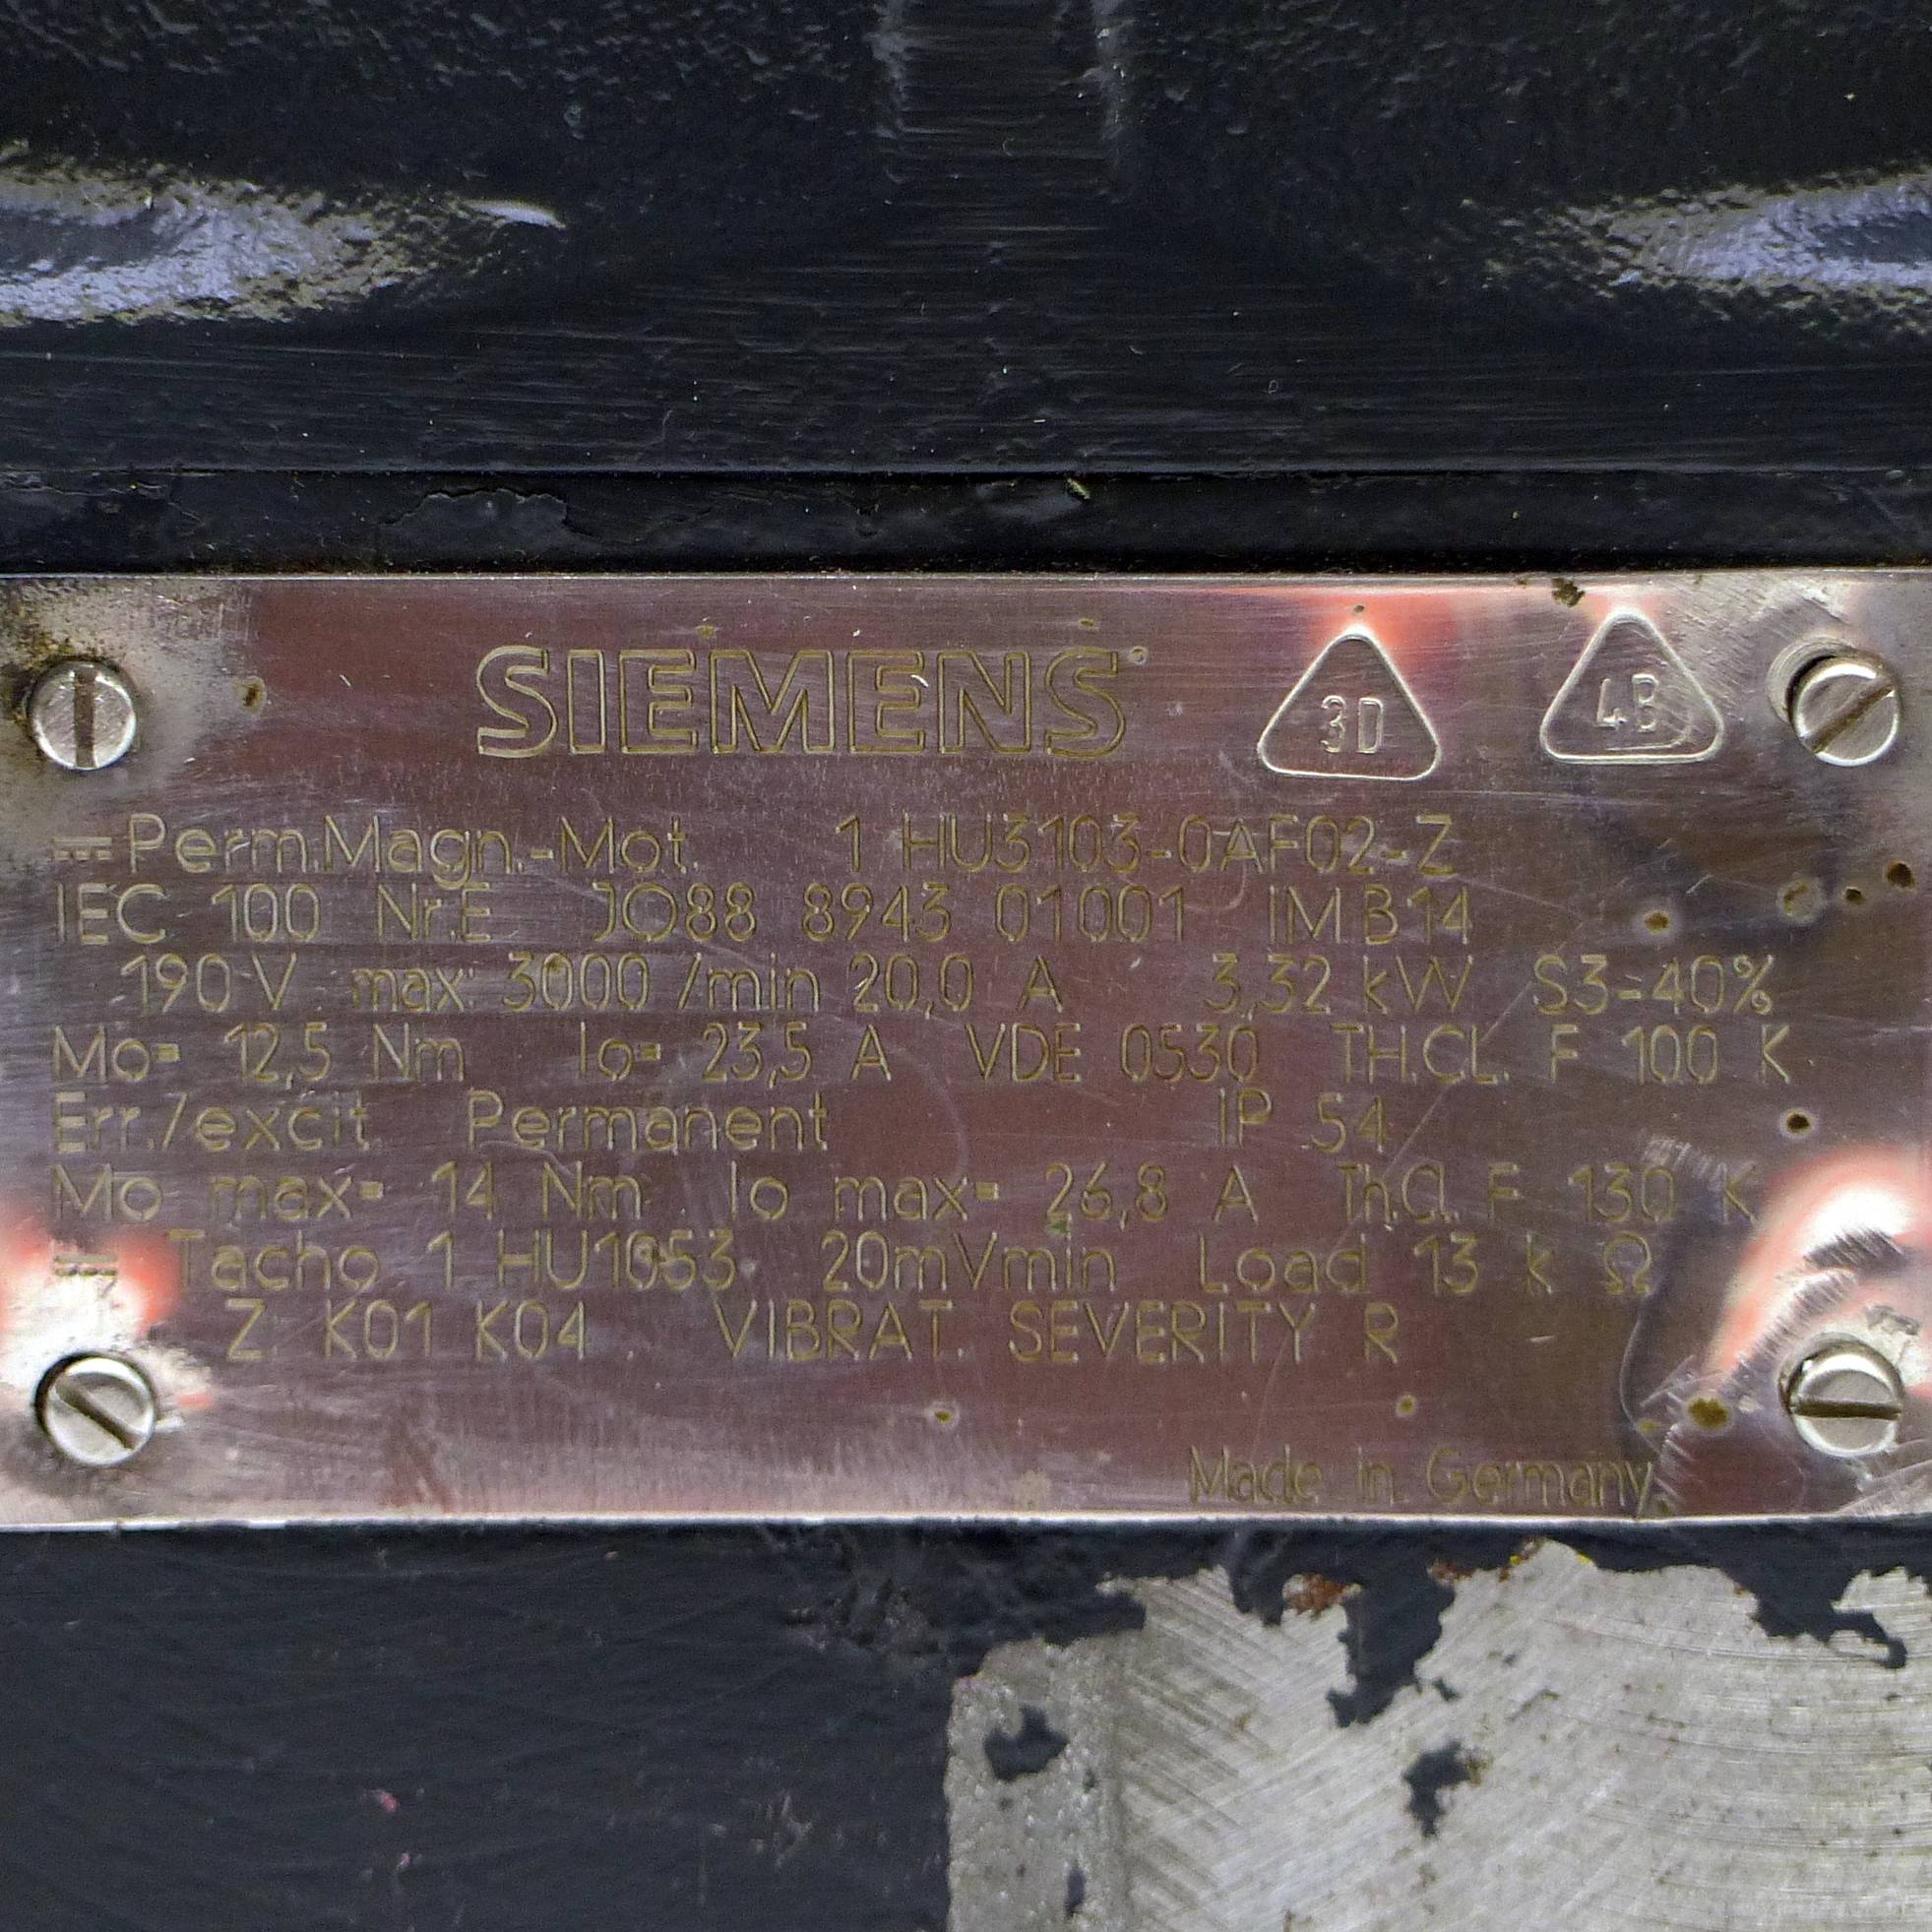 SIEMENS 3D 4B
Perm.Magn.-Mot. 1 HU3103-0AF02-Z
IEC 100 Nr.E JO88 8943 01001 IM B14
190 V max. 3000 /min 20,0 A 3,32 kW S3=40%
Mo= 12,5 Nm Io= 23,5 A VDE 0530 TH.CL. F 100 K
Err./excit Permanent IP 54
Mo max= 14 Nm Io max= 26,8 A Th.Cl. F 130 K
Tacho 1 HU1053 20mVmin Load 13 k Ω
Z: K01 K04 VIBRAT. SEVERITY R
Made in Germany